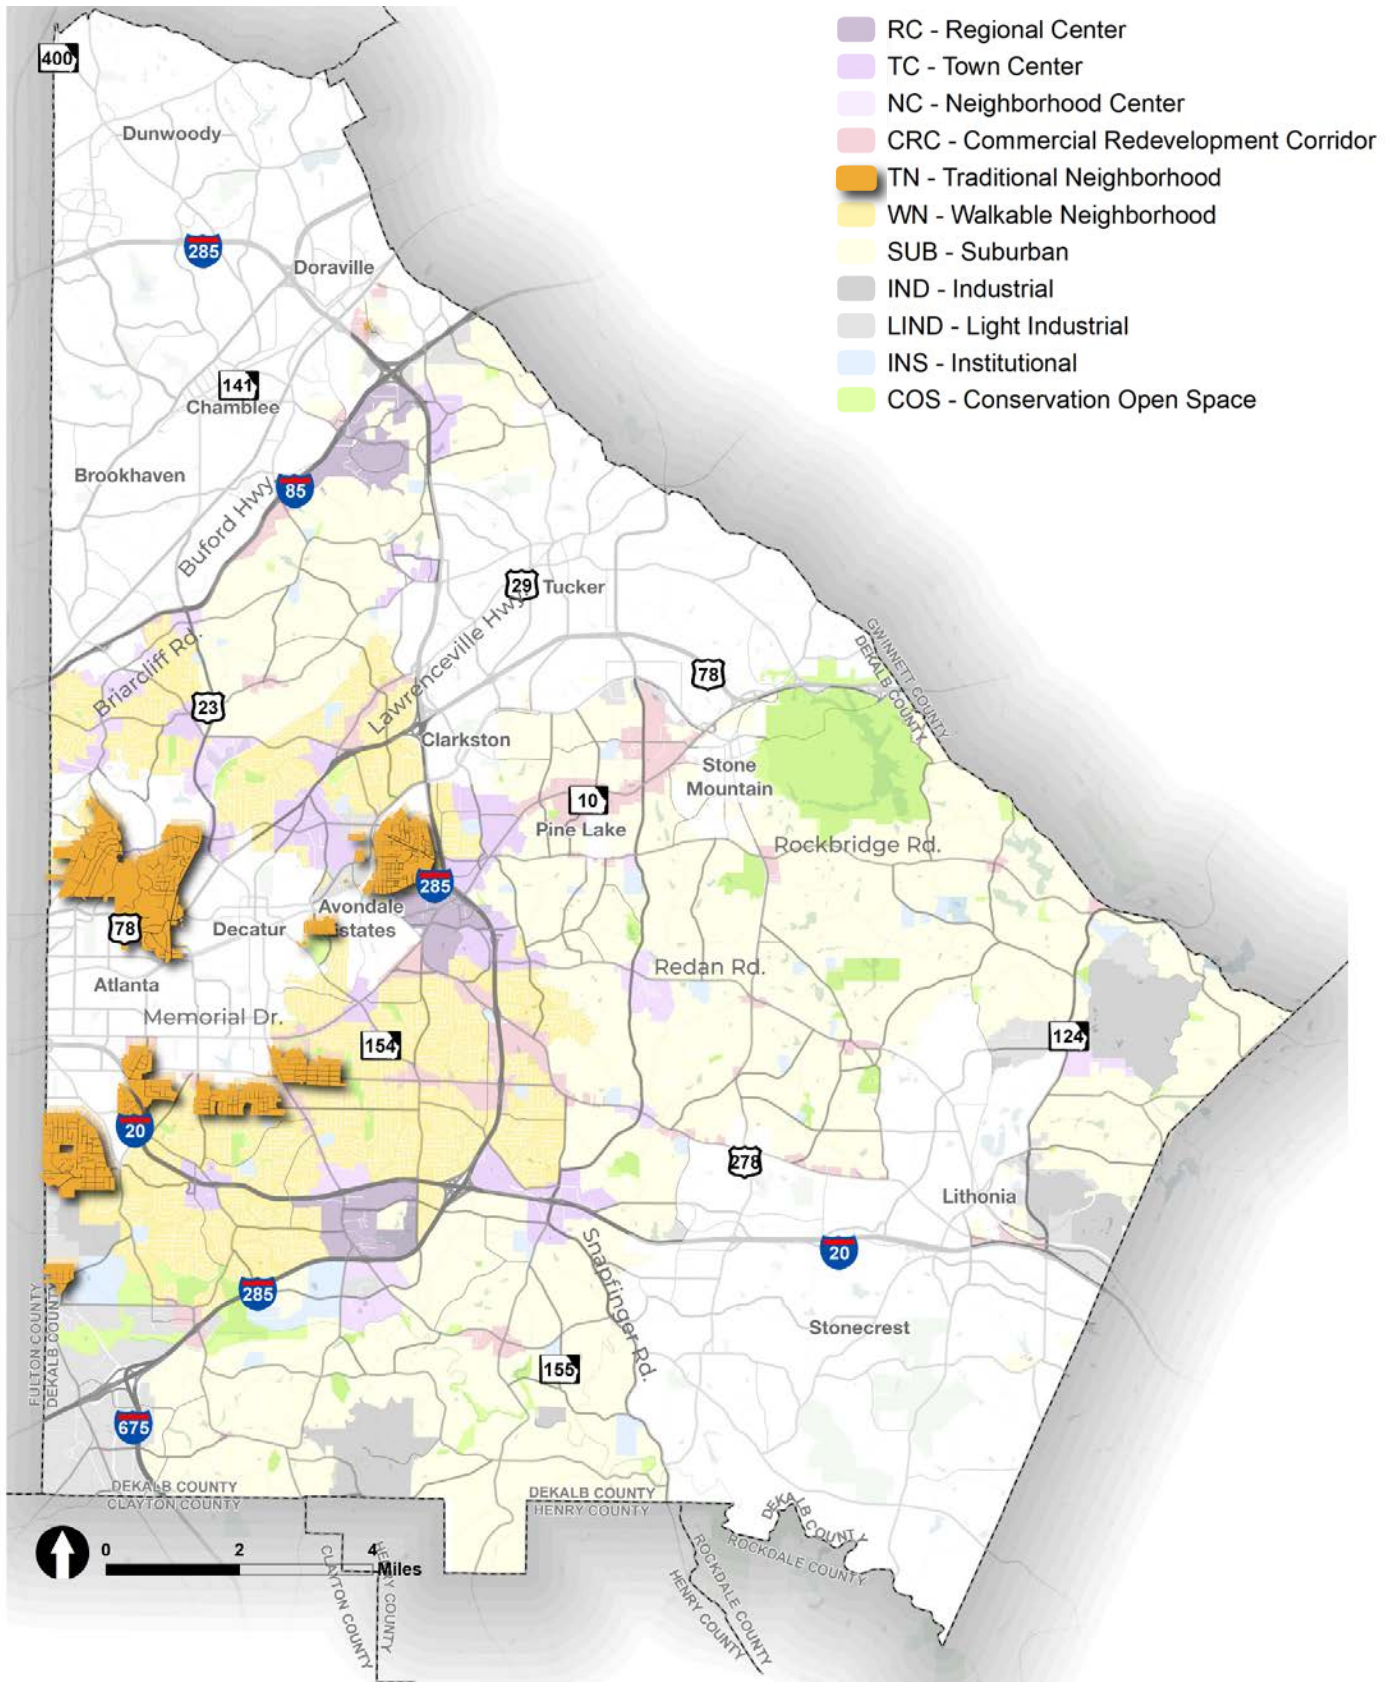 RC - Regional Center
TC - Town Center
NC - Neighborhood Center
CRC - Commercial Redevelopment Corridor
TN - Traditional Neighborhood
WN - Walkable Neighborhood
SUB - Suburban
IND - Industrial
LIND - Light Industrial
INS - Institutional
COS - Conservation Open Space
400
Dunwoody
285
Doraville
141
Chamblee
Brookhaven
85
Buford Hwy.
29
Tucker
Lawrenceville Hwy.
Briarcliff Rd.
GWINNETT COUNTY
DEKALB COUNTY
78
23
Clarkston
Stone
Mountain
10
Pine Lake
Rockbridge Rd.
285
Avondale
Estates
78
Decatur
Redan Rd.
Atlanta
Memorial Dr.
154
124
20
278
Lithonia
Snapfinger Rd.
20
285
Stonecrest
FULTON COUNTY
DEKALB COUNTY
155
675
DEKALB COUNTY
CLAYTON COUNTY
DEKALB COUNTY
HENRY COUNTY
DEKALB COUNTY
ROCKDALE COUNTY
0 2 4
Miles
CLAYTON COUNTY
HENRY COUNTY
ROCKDALE COUNTY
HENRY COUNTY